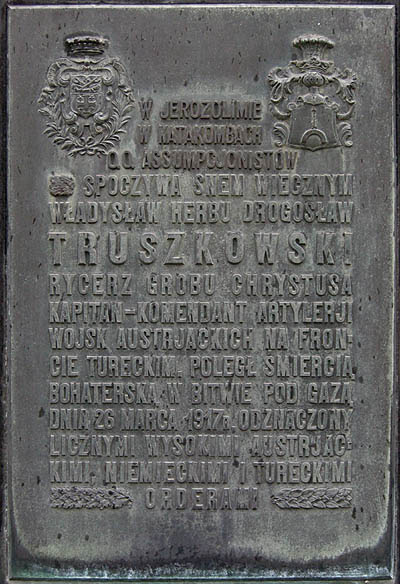 W JEROZOLIMIE
W KATAKOMBACH
O.O. ASSUMPCJONISTÓW
SPOCZYWA SNEM WIECZNYM
WŁADYSŁAW HERBU DROGOSŁAW
TRUSZKOWSKI
RYCERZ GROBU CHRYSTUSA
KAPITAN-KOMENDANT ARTYLERJI
WOJSK AUSTRJACKICH NA FRON-
CIE TURECKIM. POLEGŁ ŚMIERCIĄ
BOHATERSKĄ W BITWIE POD GAZĄ
DNIA 26 MARCA 1917R. ODZNACZONY
LICZNYMI WYSOKIMI AUSTRJAC-
KIMI, NIEMIECKIMI I TURECKIMI
ORDERAMI